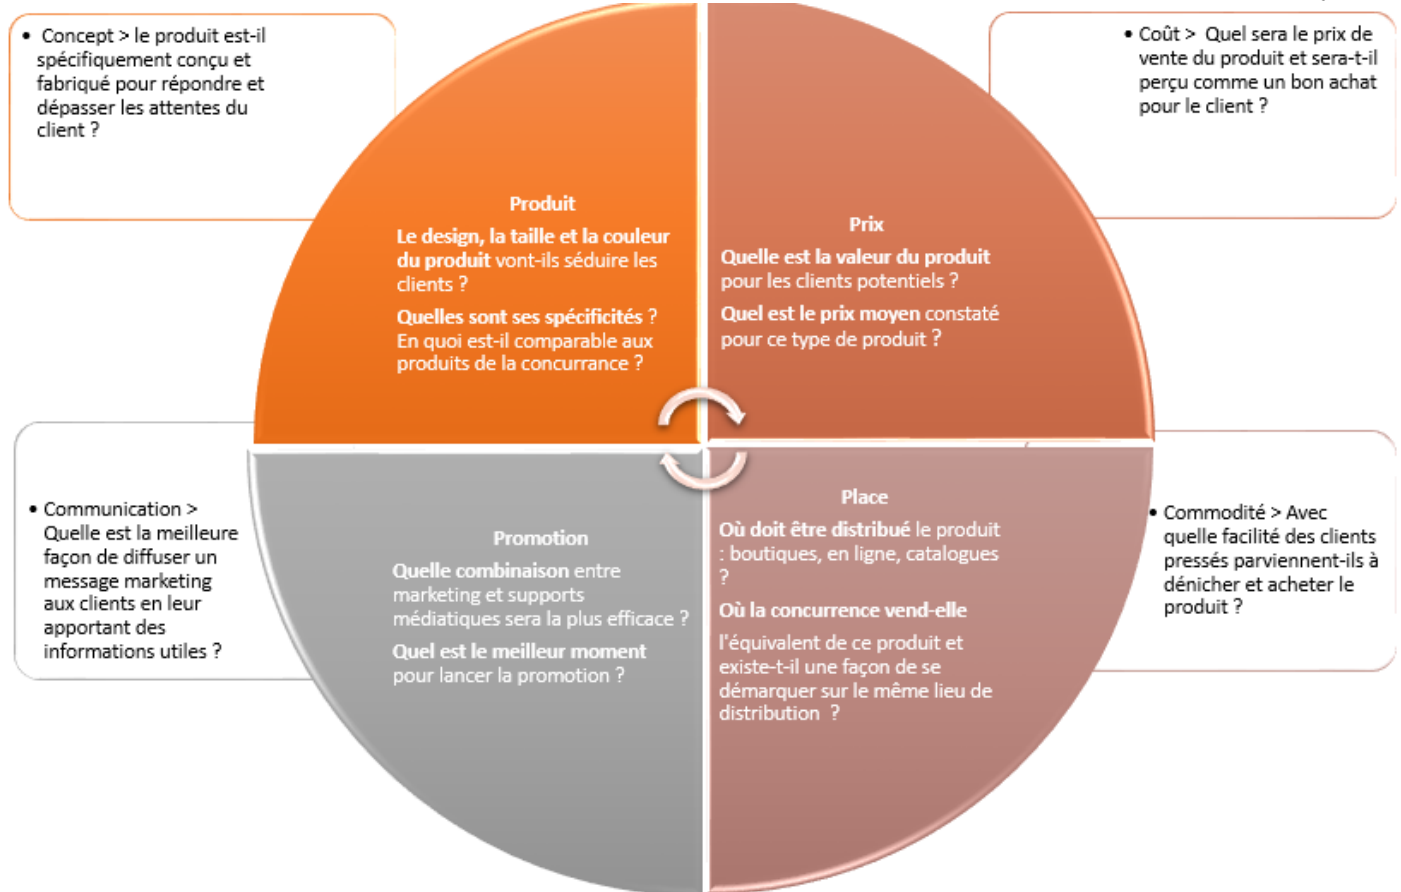 • Concept > le produit est-il
spécifiquement conçu et
fabriqué pour répondre et
dépasser les attentes du
client ?
• Coût > Quel sera le prix de
vente du produit et sera-t-il
perçu comme un bon achat
pour le client ?
Produit
Le design, la taille et la couleur
du produit vont-ils séduire les
clients ?
Quelles sont ses spécificités ?
En quoi est-il comparable aux
produits de la concurrance ?
Prix
Quelle est la valeur du produit
pour les clients potentiels ?
Quel est le prix moyen constaté
pour ce type de produit ?
• Communication >
Quelle est la meilleure
façon de diffuser un
message marketing
aux clients en leur
apportant des
informations utiles ?
Promotion
Quelle combinaison entre
marketing et supports
médiatiques sera la plus efficace ?
Quel est le meilleur moment
pour lancer la promotion ?
Place
Où doit être distribué le produit
: boutiques, en ligne, catalogues
?
Où la concurrence vend-elle
l'équivalent de ce produit et
existe-t-il une façon de se
démarquer sur le même lieu de
distribution ?
• Commodité > Avec
quelle facilité des clients
pressés parviennent-ils à
dénicher et acheter le
produit ?